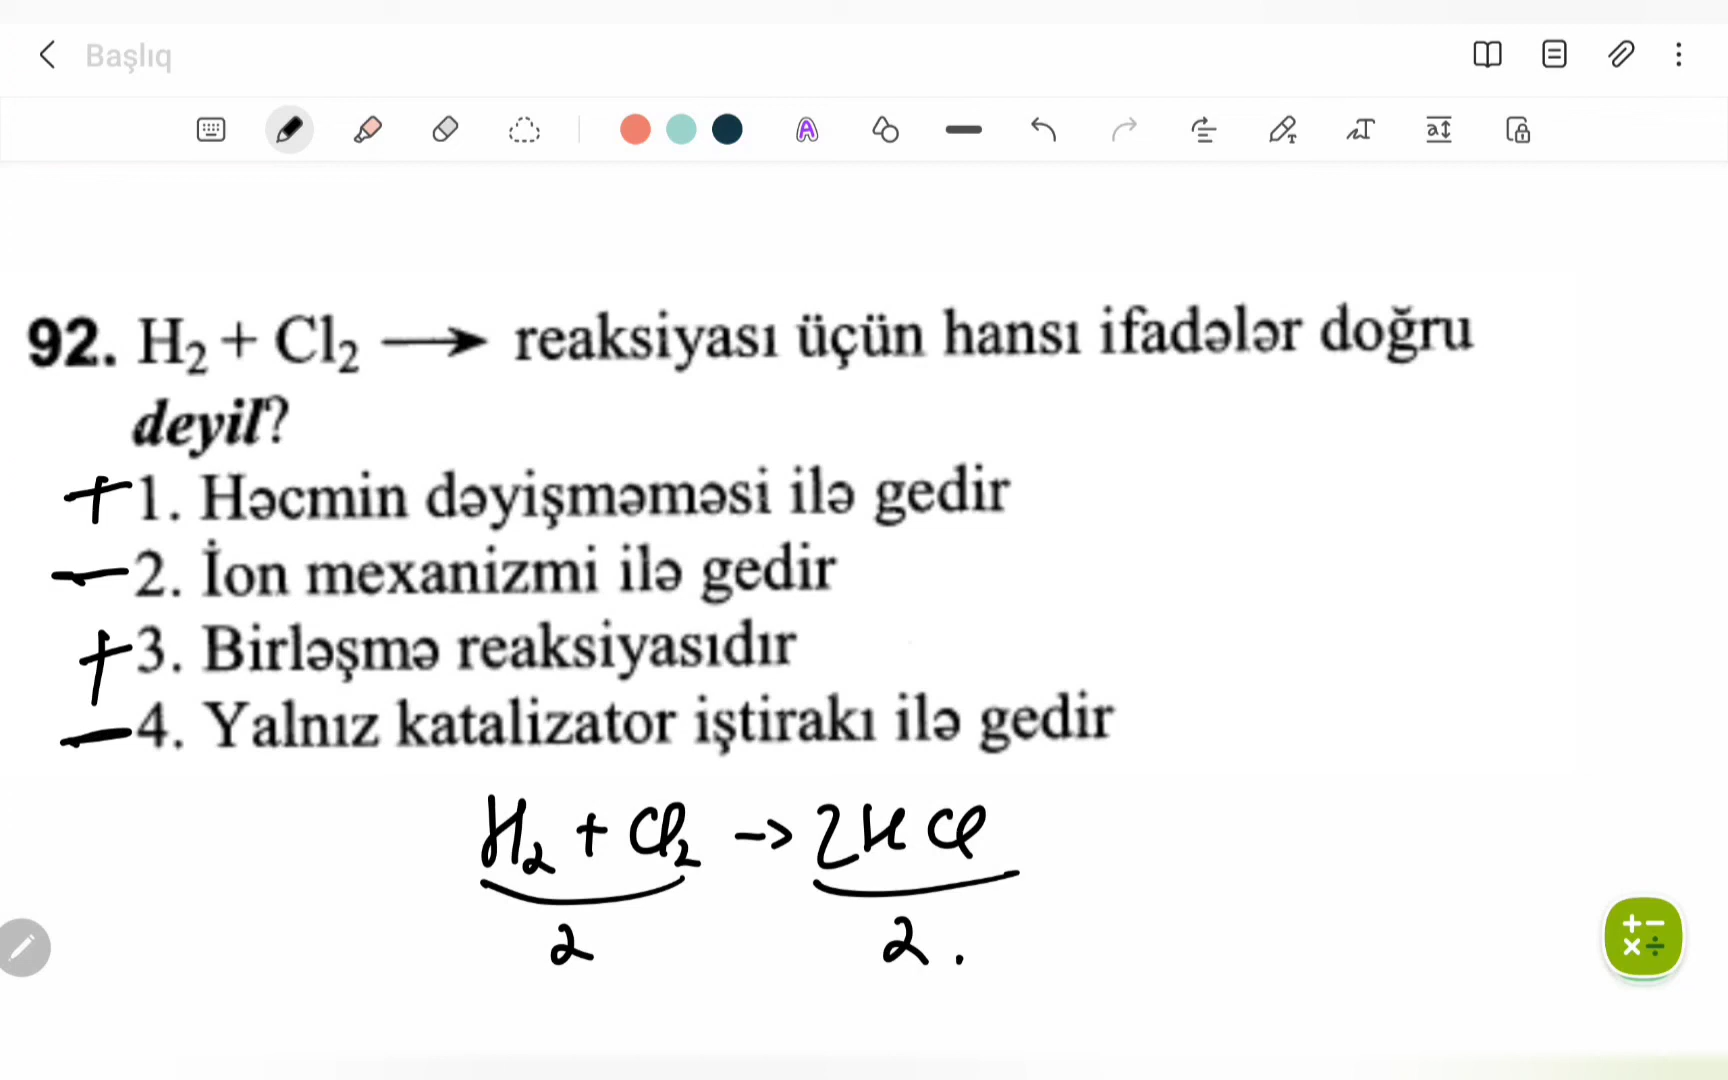 Başlıq
92. H₂ + Cl₂ ⟶ reaksiyası üçün hansı ifadələr doğru
deyil?
+1. Həcmin dəyişməməsi ilə gedir
—2. İon mexanizmi ilə gedir
+3. Birləşmə reaksiyasıdır
—4. Yalnız katalizator iştirakı ilə gedir
H₂ + Cl₂ -> 2HCl
2 2.